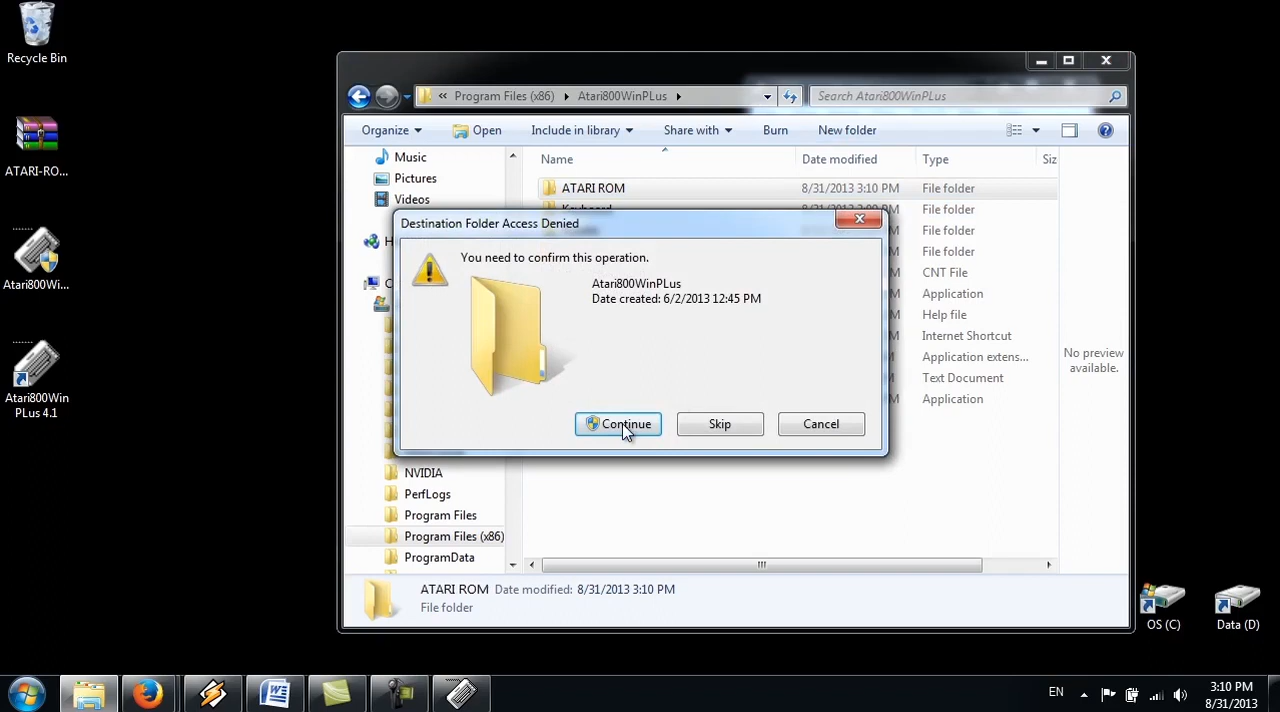 Recycle Bin
ATARI-RO...
Atari800Wi...
Atari800Win
PLus 4.1
« Program Files (x86) ▸ Atari800WinPLus ▸
Search Atari800WinPLus
Organize Open Include in library Share with Burn New folder
Music
Pictures
Videos
Name Date modified Type Siz
ATARI ROM 8/31/2013 3:10 PM File folder
File folder
File folder
File folder
CNT File
Application
Help file
Internet Shortcut
Application extens...
Text Document
Application
No preview
available.
Destination Folder Access Denied
You need to confirm this operation.
Atari800WinPLus
Date created: 6/2/2013 12:45 PM
Continue Skip Cancel
NVIDIA
PerfLogs
Program Files
Program Files (x86)
ProgramData
ATARI ROM Date modified: 8/31/2013 3:10 PM
File folder
OS (C)
Data (D)
EN
3:10 PM
8/31/2013